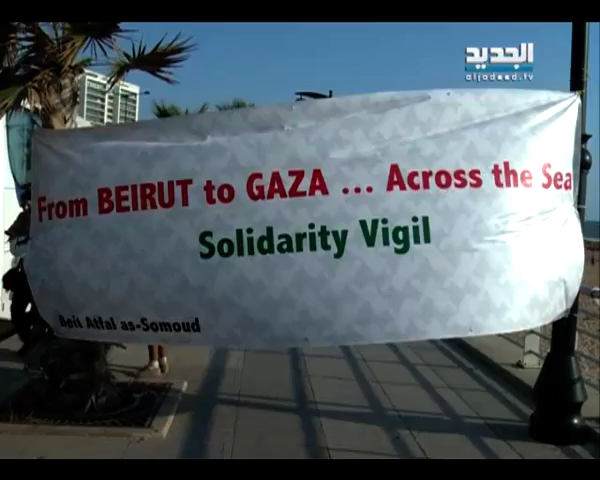 الجديد
aljadeed.tv
From BEIRUT to GAZA ... Across the Sea
Solidarity Vigil
Beit Atfal as-Somoud